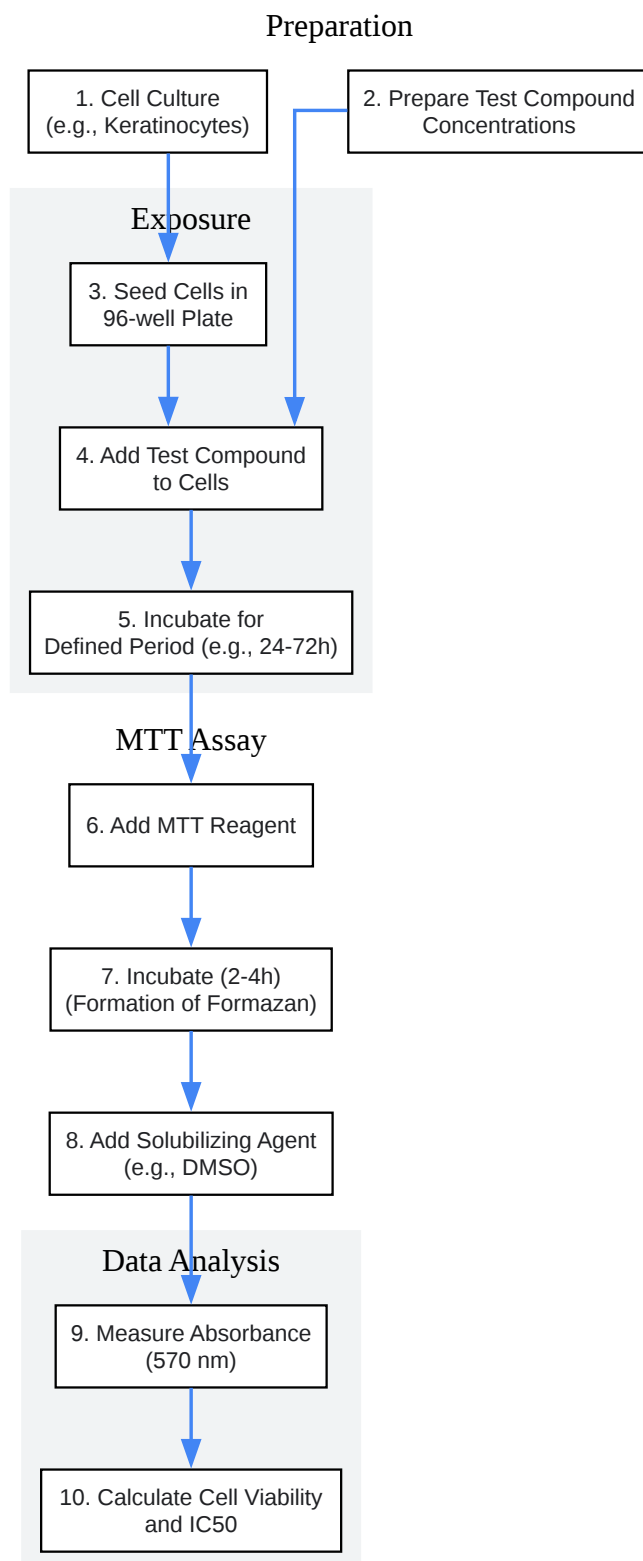 Preparation
1. Cell Culture
(e.g., Keratinocytes)
2. Prepare Test Compound
Concentrations
Exposure
3. Seed Cells in
96-well Plate
4. Add Test Compound
to Cells
5. Incubate for
Defined Period (e.g., 24-72h)
MTT Assay
6. Add MTT Reagent
7. Incubate (2-4h)
(Formation of Formazan)
8. Add Solubilizing Agent
(e.g., DMSO)
Data Analysis
9. Measure Absorbance
(570 nm)
10. Calculate Cell Viability
and IC50